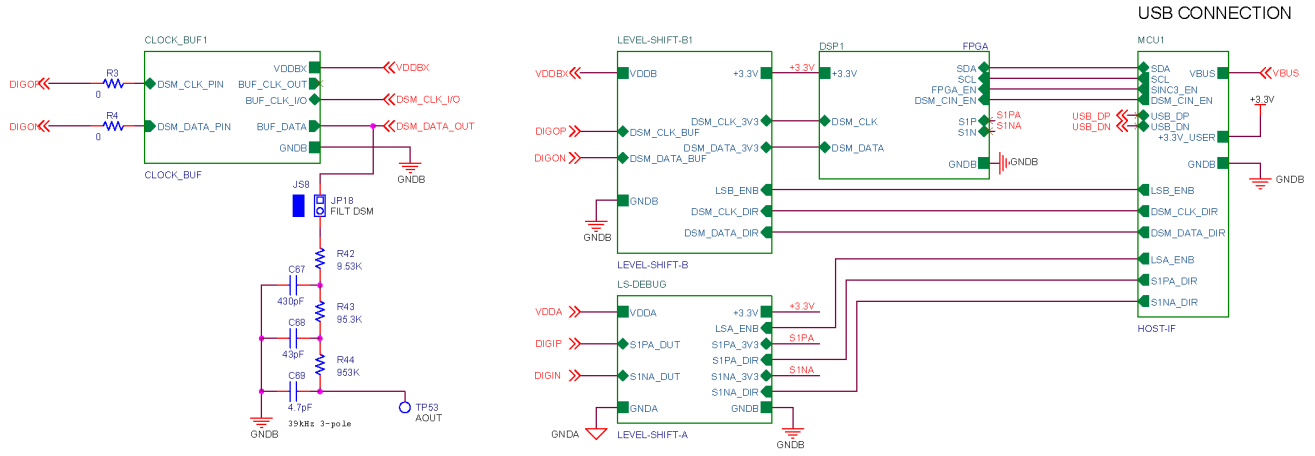 USB CONNECTION
CLOCK_BUF1
DIGOP
R3
0
DSM_CLK_PIN
DIGON
R4
0
DSM_DATA_PIN
VDDBX
VDDBX
BUF_CLK_OUT
BUF_CLK_I/O
DSM_CLK_I/O
BUF_DATA
DSM_DATA_OUT
GNDB
GNDB
CLOCK_BUF
JS8
JP18
FILT DSM
R42
9.53K
C67
430pF
R43
95.3K
C68
43pF
R44
953K
C69
4.7pF
39kHz 3-pole
GNDB
TP53
AOUT
LEVEL-SHIFT-B1
VDDBX
VDDB
+3.3V
+3.3V
DSM_CLK_3V3
DIGOP
DSM_CLK_BUF
DSM_DATA_3V3
DIGON
DSM_DATA_BUF
LSB_ENB
GNDB
GNDB
DSM_CLK_DIR
DSM_DATA_DIR
LEVEL-SHIFT-B
DSP1
FPGA
+3.3V
SDA
SCL
FPGA_EN
DSM_CIN_EN
DSM_CLK
S1P
S1PA
S1N
S1NA
DSM_DATA
GNDB
GNDB
MCU1
SDA
SCL
SINC3_EN
DSM_CIN_EN
VBUS
VBUS
+3.3V
USB_DP
USB_DP
USB_DN
USB_DN
+3.3V_USER
GNDB
GNDB
LSB_ENB
DSM_CLK_DIR
DSM_DATA_DIR
LSA_ENB
S1PA_DIR
S1NA_DIR
HOST-IF
LS-DEBUG
VDDA
VDDA
+3.3V
+3.3V
LSA_ENB
DIGIP
S1PA_DUT
S1PA_3V3
S1PA
S1PA_DIR
DIGIN
S1NA_DUT
S1NA_3V3
S1NA
S1NA_DIR
GNDA
GNDA
GNDB
GNDB
LEVEL-SHIFT-A